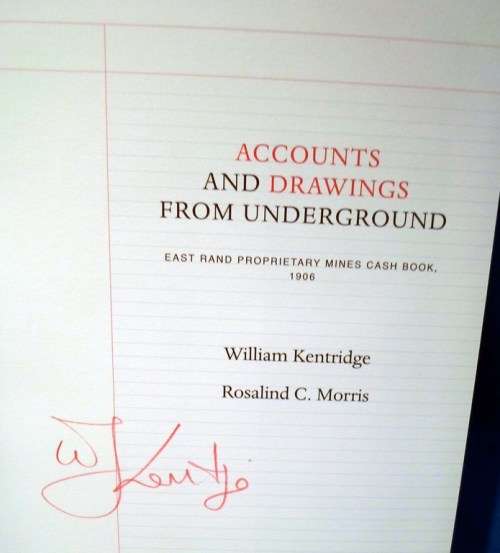 ACCOUNTS
AND DRAWINGS
FROM UNDERGROUND
EAST RAND PROPRIETARY MINES CASH BOOK,
1906
William Kentridge
Rosalind C. Morris